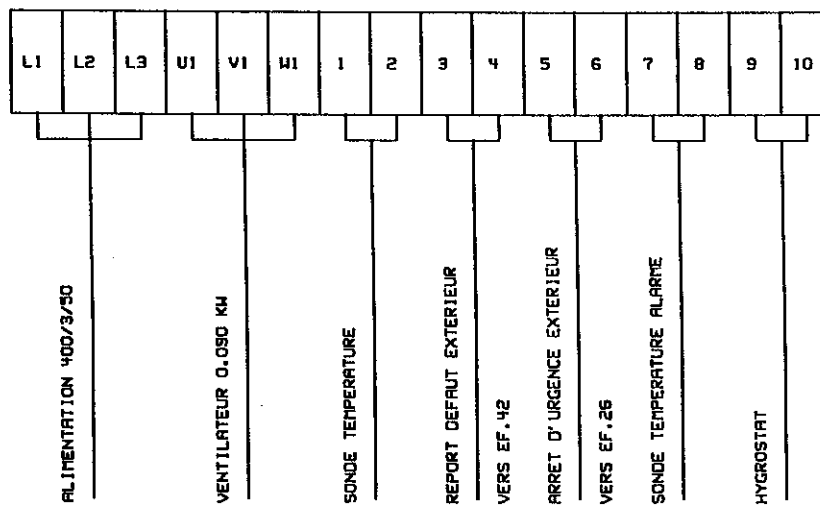 L1 L2 L3 U1 V1 W1 1 2 3 4 5 6 7 8 9 10
ALIMENTATION 400/3/50
VENTILATEUR 0.090 KW
SONDE TEMPERATURE
REPORT DEFAUT EXTERIEUR
VERS EF.42
ARRET D'URGENCE EXTERIEUR
VERS EF.26
SONDE TEMPERATURE ALARME
HYGROSTAT